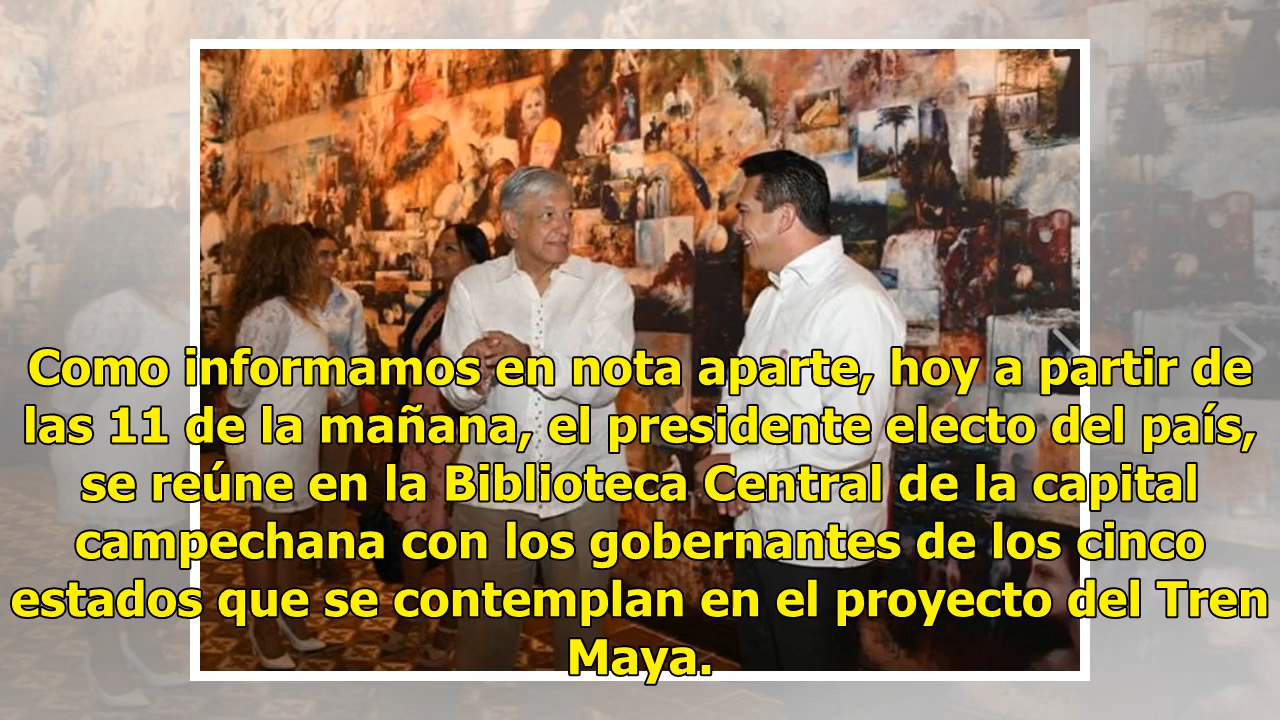 Como informamos en nota aparte, hoy a partir de
las 11 de la mañana, el presidente electo del país,
se reúne en la Biblioteca Central de la capital
campechana con los gobernantes de los cinco
estados que se contemplan en el proyecto del Tren
Maya.